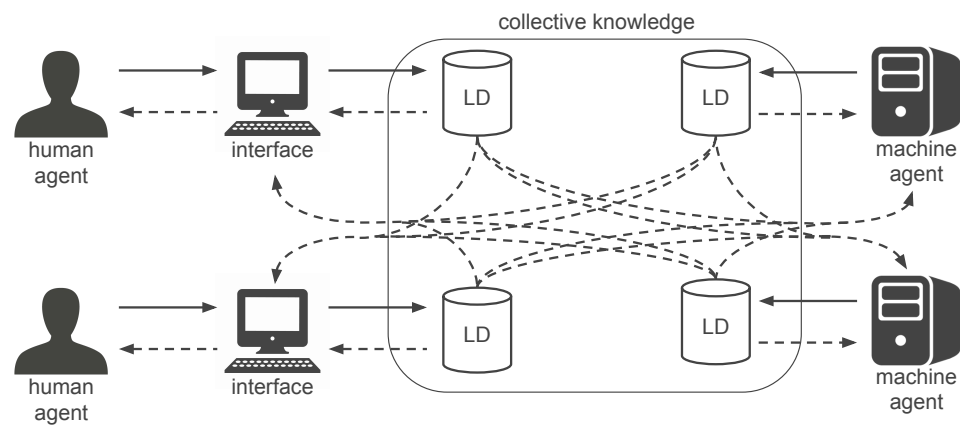 collective knowledge
LD
LD
human
agent
interface
machine
agent
LD
LD
human
agent
interface
machine
agent